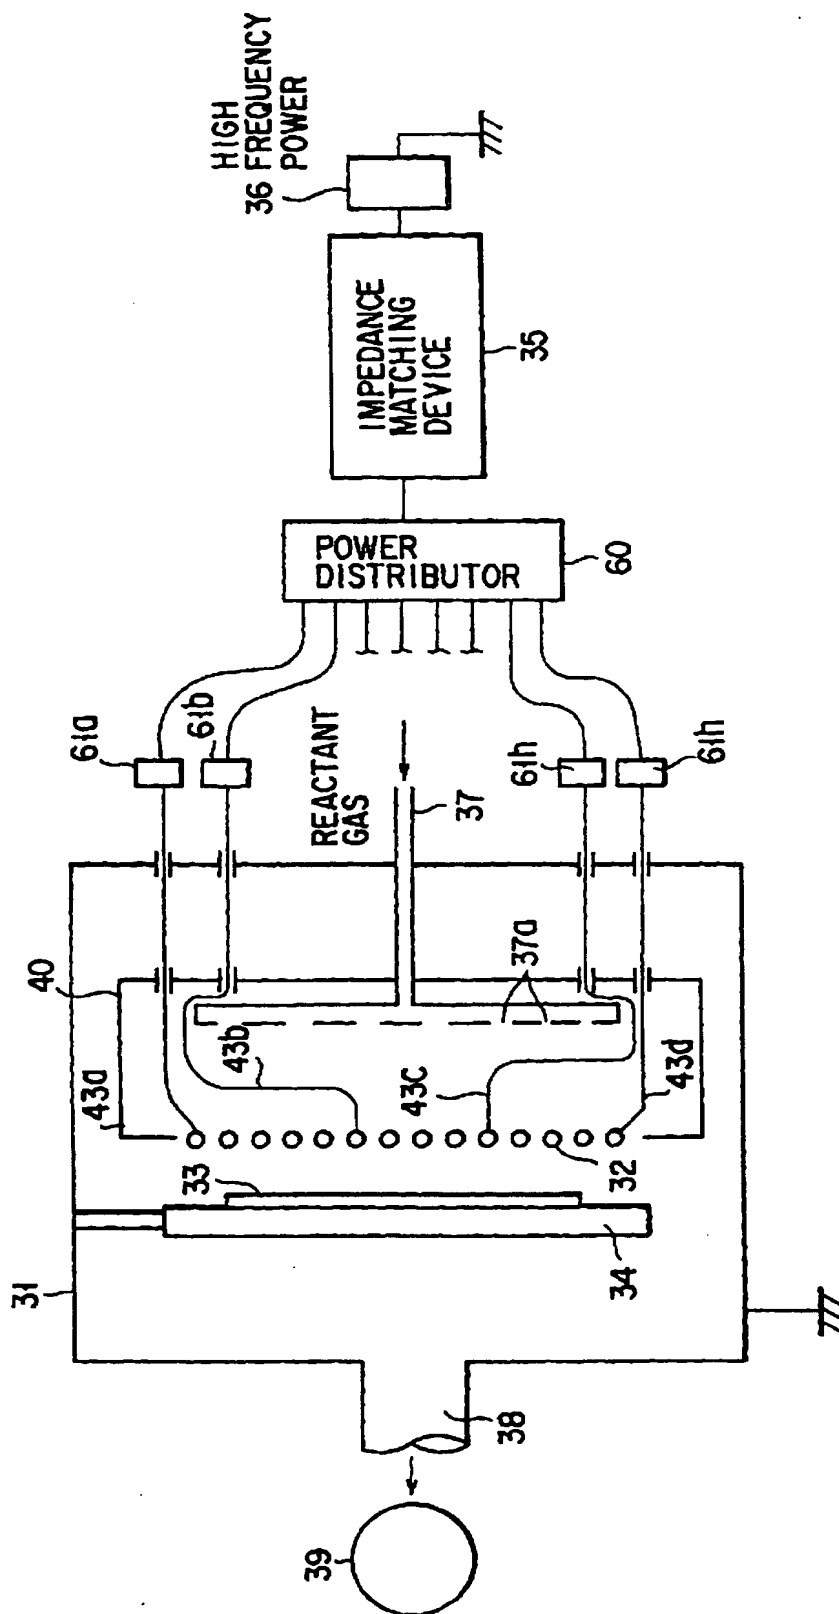 HIGH
36 FREQUENCY
POWER
IMPEDANCE
MATCHING
DEVICE
35
POWER
DISTRIBUTOR
60
61a
61b
61h
61h
REACTANT
GAS
37
37a
40
43a
43b
43c
43d
33
32
31
34
38
39